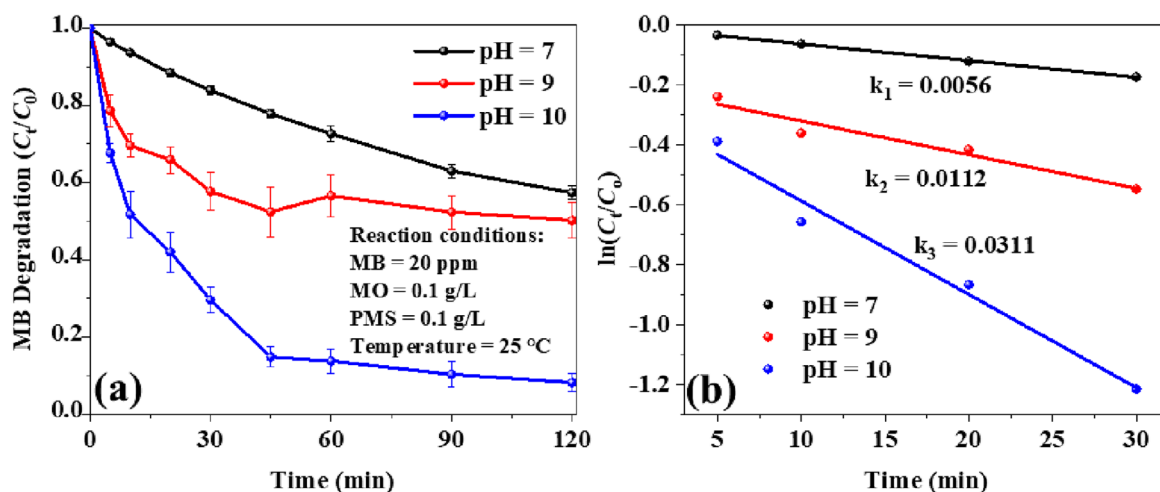 MB Degradation (Cₜ/C₀)
1.0
0.8
0.6
0.4
0.2
0.0
pH = 7
pH = 9
pH = 10
Reaction conditions:
MB = 20 ppm
MO = 0.1 g/L
PMS = 0.1 g/L
Temperature = 25 °C
(a)
0
30
60
90
120
Time (min)
ln(Cₜ/Cₒ)
-0.0
-0.2
-0.4
-0.6
-0.8
-1.0
-1.2
k₁ = 0.0056
k₂ = 0.0112
k₃ = 0.0311
pH = 7
pH = 9
pH = 10
(b)
5
10
15
20
25
30
Time (min)